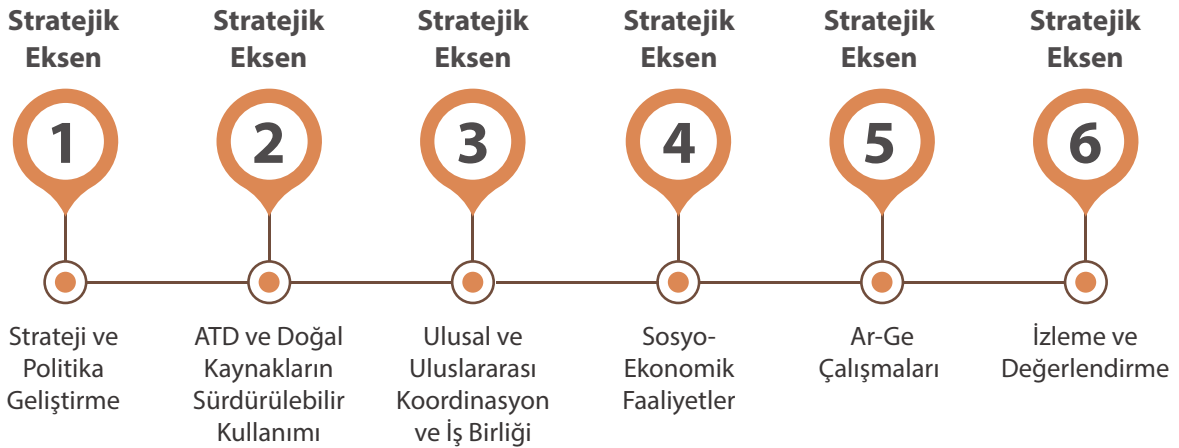 Stratejik
Eksen
1
Strateji ve
Politika
Geliştirme
Stratejik
Eksen
2
ATD ve Doğal
Kaynakların
Sürdürülebilir
Kullanımı
Stratejik
Eksen
3
Ulusal ve
Uluslararası
Koordinasyon
ve İş Birliği
Stratejik
Eksen
4
Sosyo-
Ekonomik
Faaliyetler
Stratejik
Eksen
5
Ar-Ge
Çalışmaları
Stratejik
Eksen
6
İzleme ve
Değerlendirme